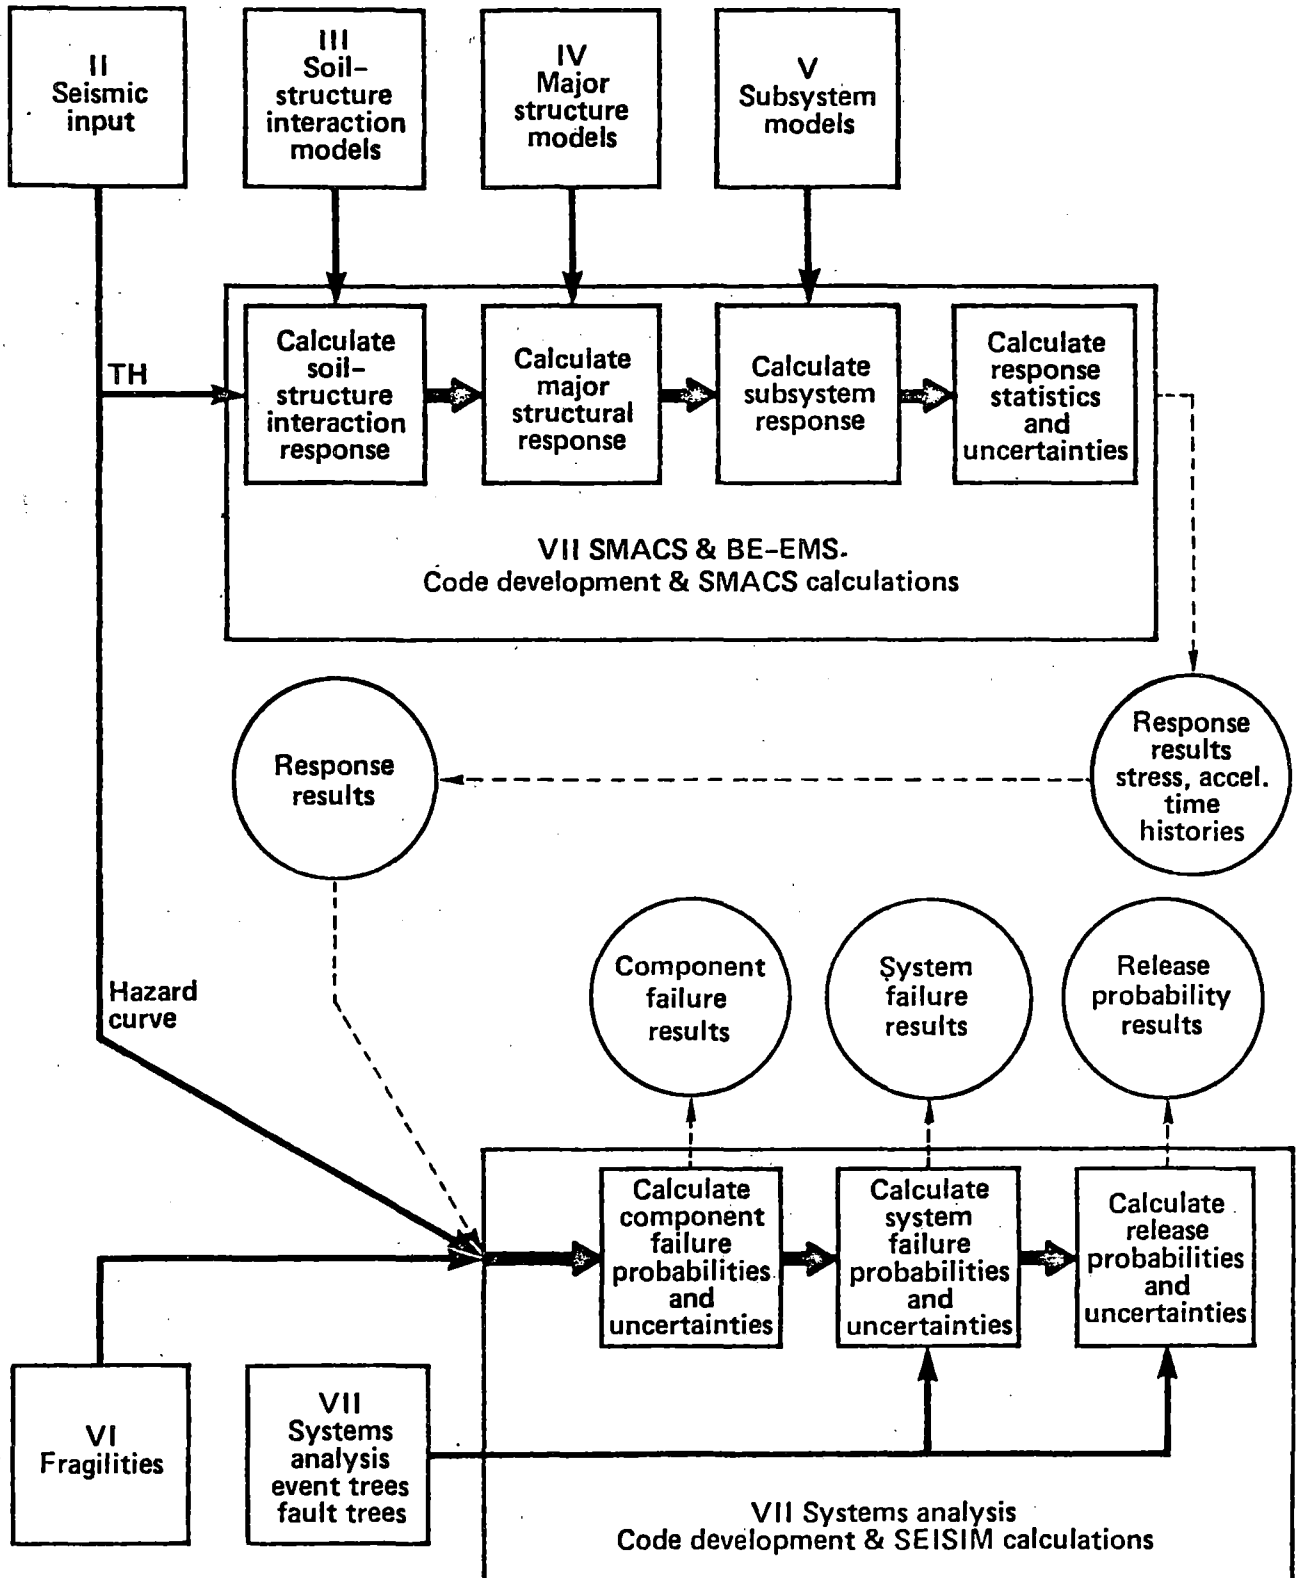 II
Seismic
input
III
Soil-
structure
interaction
models
IV
Major
structure
models
V
Subsystem
models
TH
Calculate
soil-
structure
interaction
response
Calculate
major
structural
response
Calculate
subsystem
response
Calculate
response
statistics
and
uncertainties
VII SMACS & BE-EMS.
Code development & SMACS calculations
Response
results
Response
results
stress, accel.
time
histories
Hazard
curve
Component
failure
results
System
failure
results
Release
probability
results
Calculate
component
failure
probabilities
and
uncertainties
Calculate
system
failure
probabilities
and
uncertainties
Calculate
release
probabilities
and
uncertainties
VI
Fragilities
VII
Systems
analysis
event trees
fault trees
VII Systems analysis
Code development & SEISIM calculations